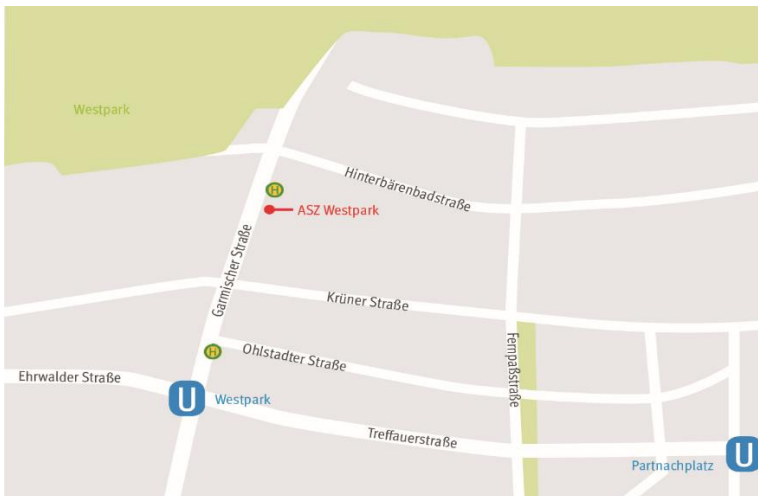 Westpark
Hinterbärenbadstraße
H
ASZ Westpark
Garmischer Straße
Krüner Straße
H
Ohlstadter Straße
Fernpaßstraße
Ehrwalder Straße
U
Westpark
Treffauerstraße
U
Partnachplatz